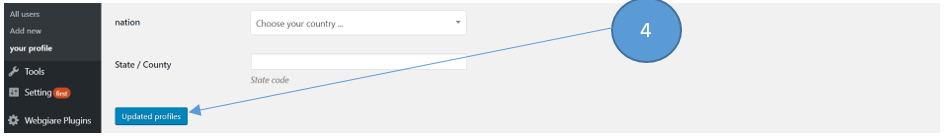 All users
Add new
your profile
Tools
Setting first
Webgiare Plugins
nation
Choose your country ...
State / County
State code
Updated profiles
4